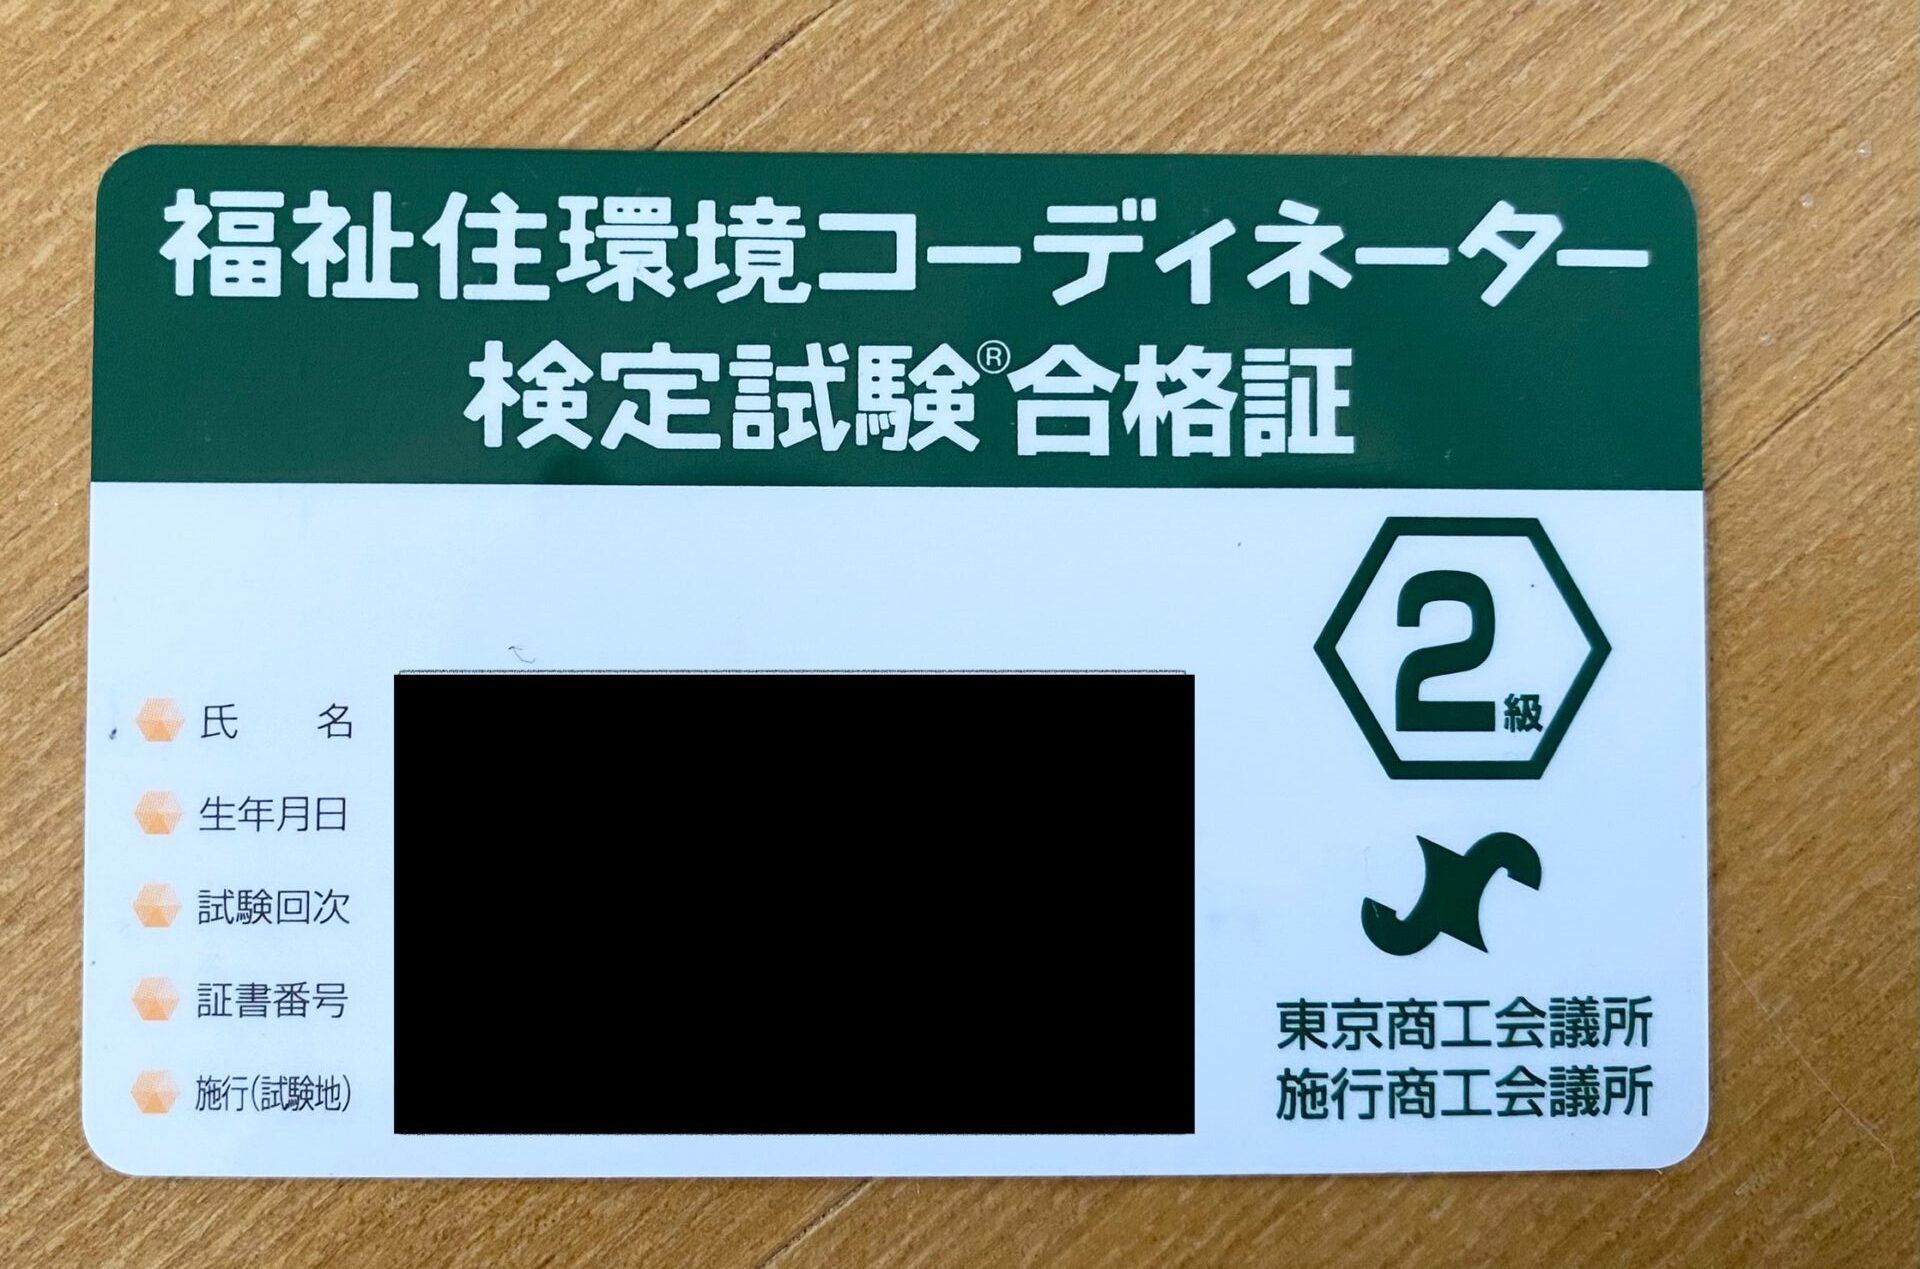 福祉住環境コーディネーター
検定試験®合格証
2級
氏名
生年月日
試験回次
証書番号
施行(試験地)
東京商工会議所
施行商工会議所